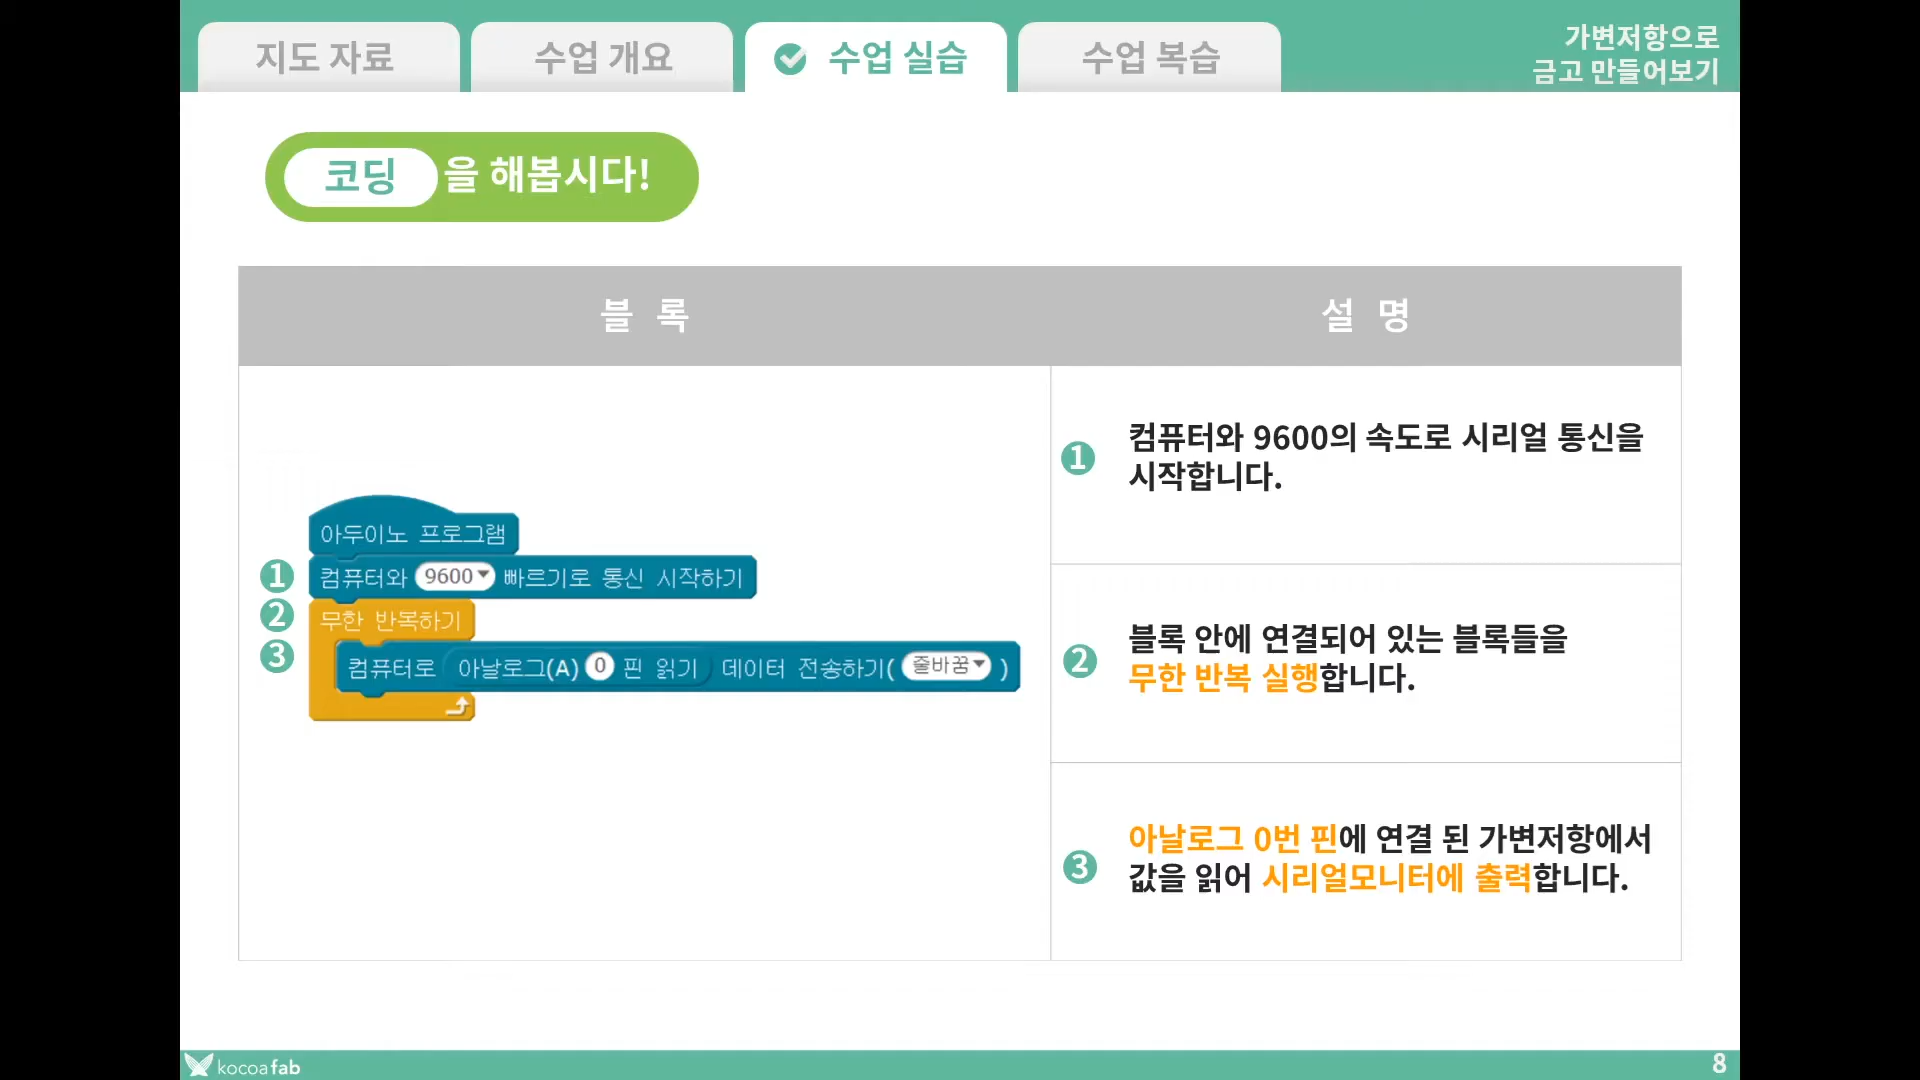 지도 자료
수업 개요
수업 실습
수업 복습
가변저항으로
금고 만들어보기
코딩을 해봅시다!
블 록
설 명
아두이노 프로그램
1 컴퓨터와 9600 빠르기로 통신 시작하기
2 무한 반복하기
3 컴퓨터로 아날로그(A) 0 핀 읽기 데이터 전송하기( 줄바꿈 )
1 컴퓨터와 9600의 속도로 시리얼 통신을
시작합니다.
2 블록 안에 연결되어 있는 블록들을
무한 반복 실행합니다.
3 아날로그 0번 핀에 연결 된 가변저항에서
값을 읽어 시리얼모니터에 출력합니다.
kocoafab
8